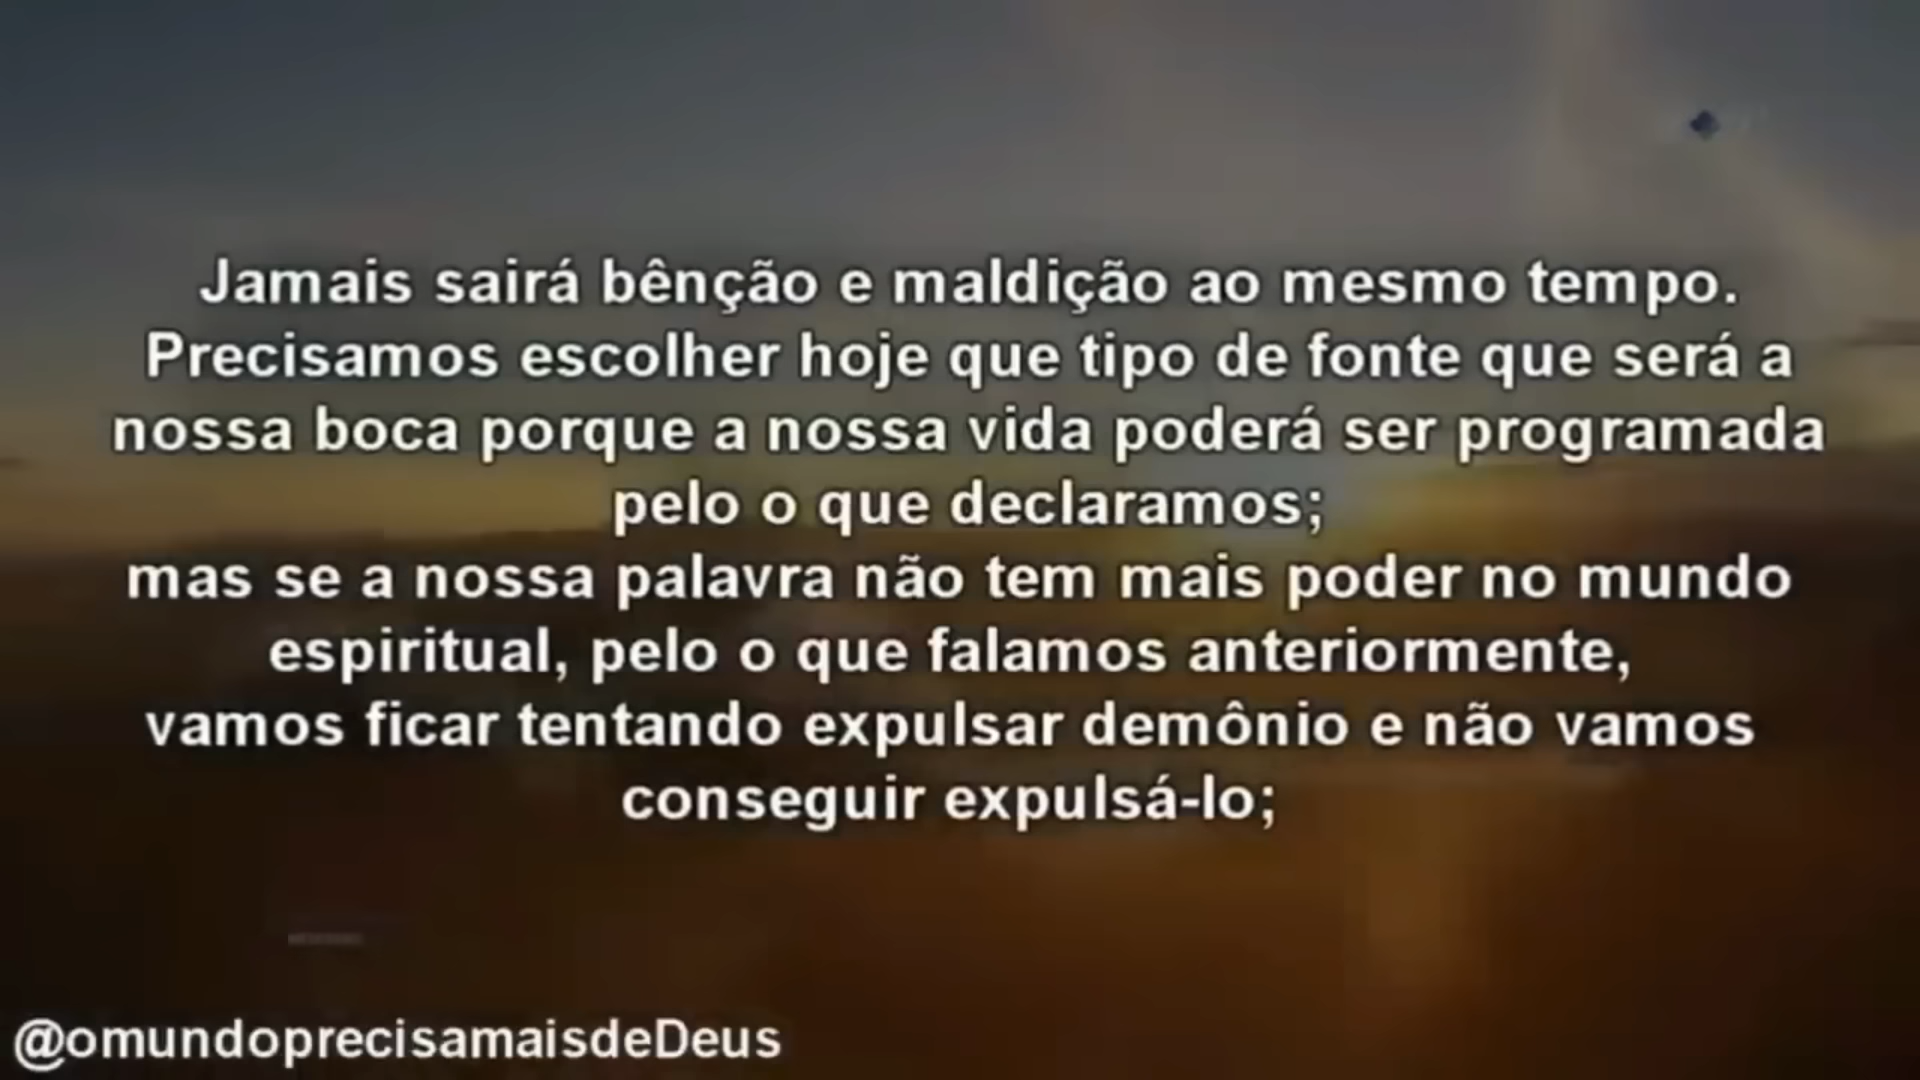 Jamais sairá bênção e maldição ao mesmo tempo.
Precisamos escolher hoje que tipo de fonte que será a
nossa boca porque a nossa vida poderá ser programada
pelo o que declaramos;
mas se a nossa palavra não tem mais poder no mundo
espiritual, pelo o que falamos anteriormente,
vamos ficar tentando expulsar demônio e não vamos
conseguir expulsá-lo;
@omundoprecisamaisdeDeus